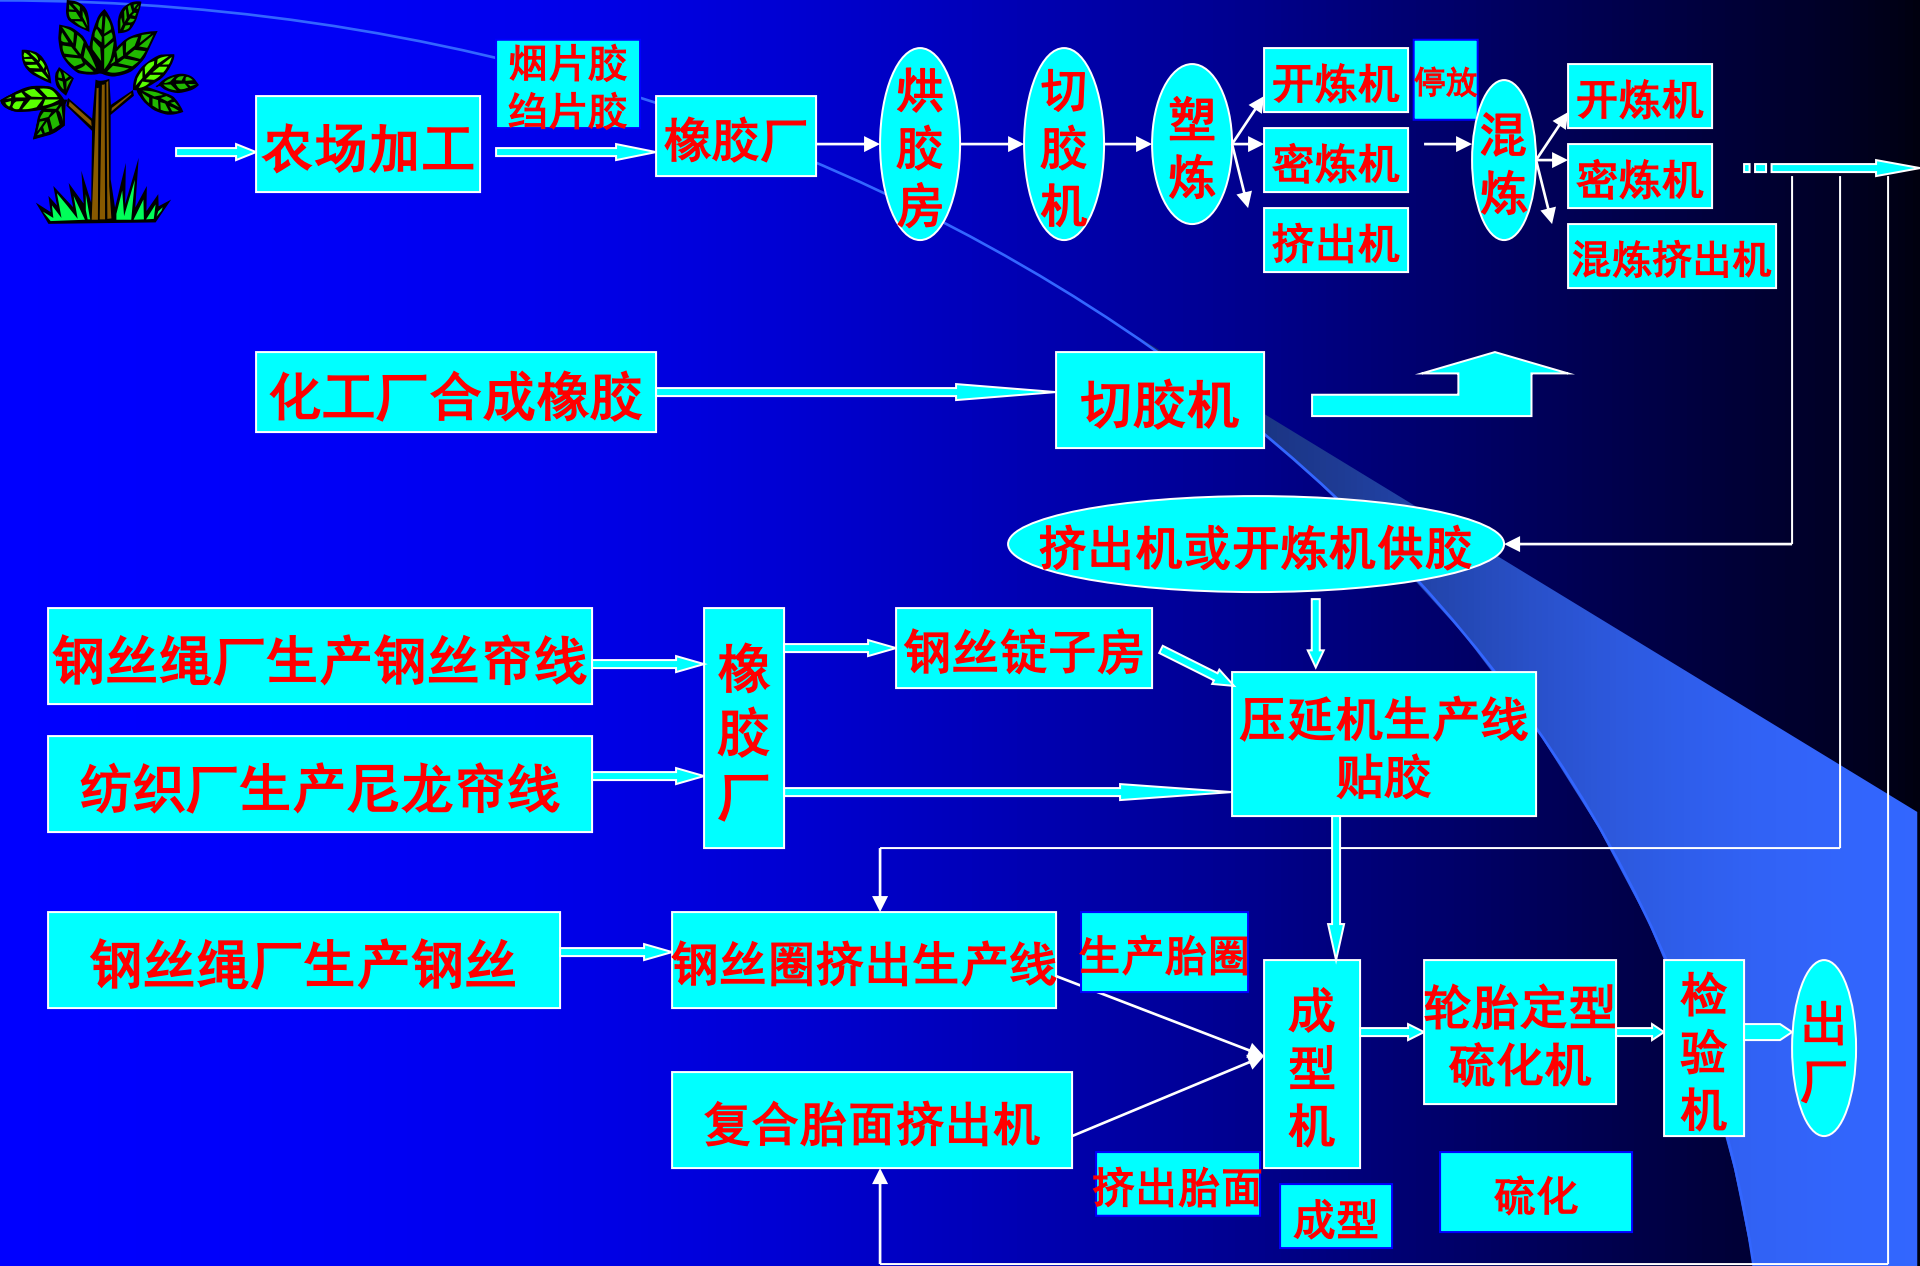 烟片胶
绉片胶
农场加工
橡胶厂
烘
胶
房
切
胶
机
塑
炼
开炼机
密炼机
挤出机
停放
混
炼
开炼机
密炼机
混炼挤出机
化工厂合成橡胶
切胶机
挤出机或开炼机供胶
钢丝绳厂生产钢丝帘线
纺织厂生产尼龙帘线
橡
胶
厂
钢丝锭子房
压延机生产线
贴胶
钢丝绳厂生产钢丝
钢丝圈挤出生产线
生产胎圈
复合胎面挤出机
挤出胎面
成
型
机
成型
轮胎定型
硫化机
硫化
检
验
机
出
厂